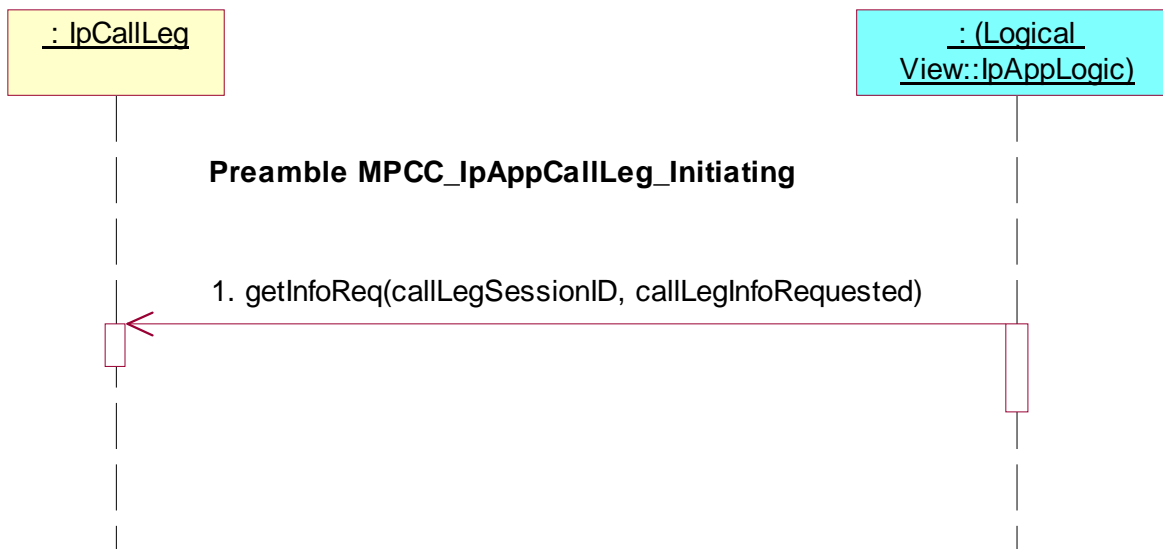 : IpCallLeg
: (Logical
View::IpAppLogic)
Preamble MPCC_IpAppCallLeg_Initiating
1. getInfoReq(callLegSessionID, callLegInfoRequested)